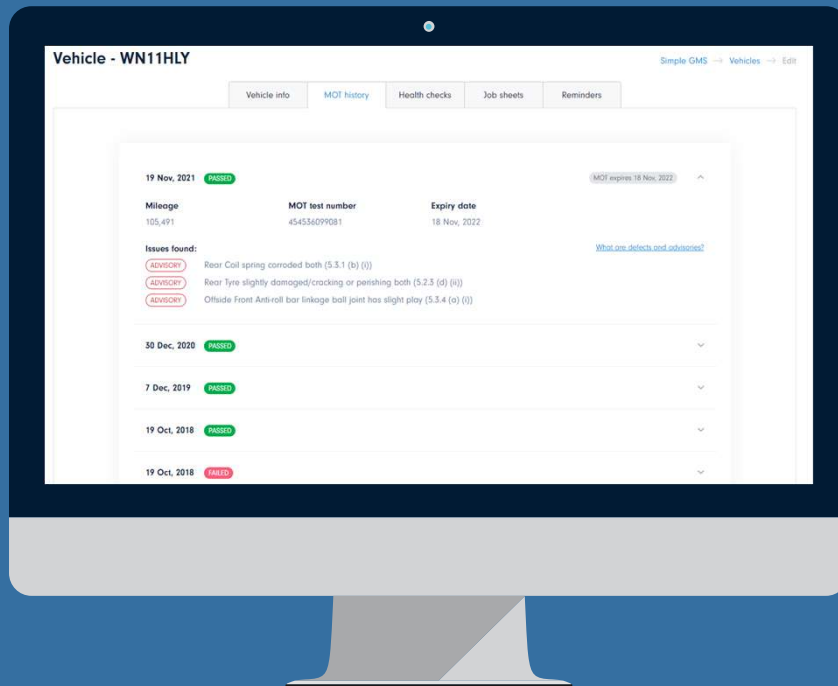 Vehicle - WN11HLY
Simple GMS → Vehicles → Edit
Vehicle info MOT history Health checks Job sheets Reminders
19 Nov, 2021 PASSED MOT expires 18 Nov, 2022
Mileage MOT test number Expiry date
105,491 454536099081 18 Nov, 2022
Issues found: What are defects and advisories?
ADVISORY Rear Coil spring corroded both (5.3.1 (b) (i))
ADVISORY Rear Tyre slightly damaged/cracking or perishing both (5.2.3 (d) (ii))
ADVISORY Offside Front Anti-roll bar linkage ball joint has slight play (5.3.4 (a) (i))
30 Dec, 2020 PASSED
7 Dec, 2019 PASSED
19 Oct, 2018 PASSED
19 Oct, 2018 FAILED